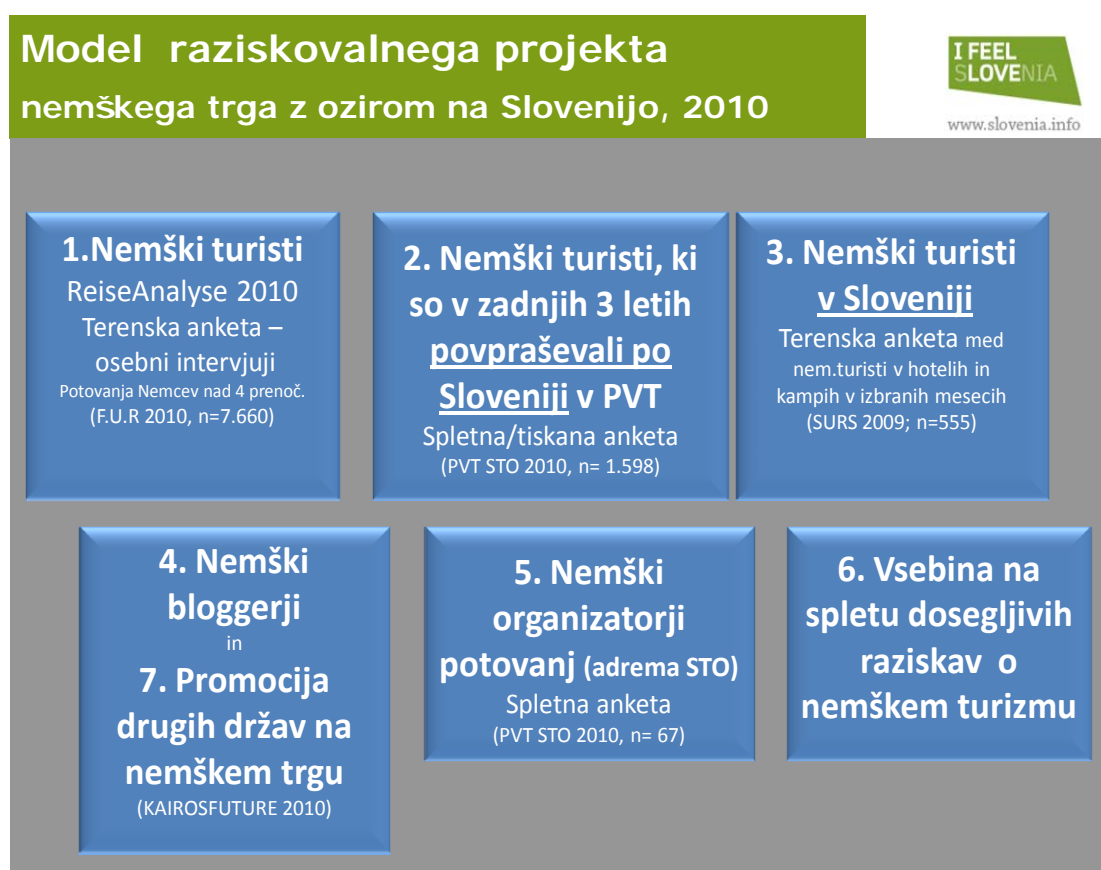 Model raziskovalnega projekta
nemškega trga z ozirom na Slovenijo, 2010
I FEEL
SLOVENIA
www.slovenia.info
1.Nemški turisti
ReiseAnalyse 2010
Terenska anketa –
osebni intervjuji
Potovanja Nemcev nad 4 prenoč.
(F.U.R 2010, n=7.660)
2. Nemški turisti, ki
so v zadnjih 3 letih
povpraševali po
Sloveniji v PVT
Spletna/tiskana anketa
(PVT STO 2010, n= 1.598)
3. Nemški turisti
v Sloveniji
Terenska anketa med
nem.turisti v hotelih in
kampih v izbranih mesecih
(SURS 2009; n=555)
4. Nemški
bloggerji
in
7. Promocija
drugih držav na
nemškem trgu
(KAIROSFUTURE 2010)
5. Nemški
organizatorji
potovanj (adrema STO)
Spletna anketa
(PVT STO 2010, n= 67)
6. Vsebina na
spletu dosegljivih
raziskav o
nemškem turizmu